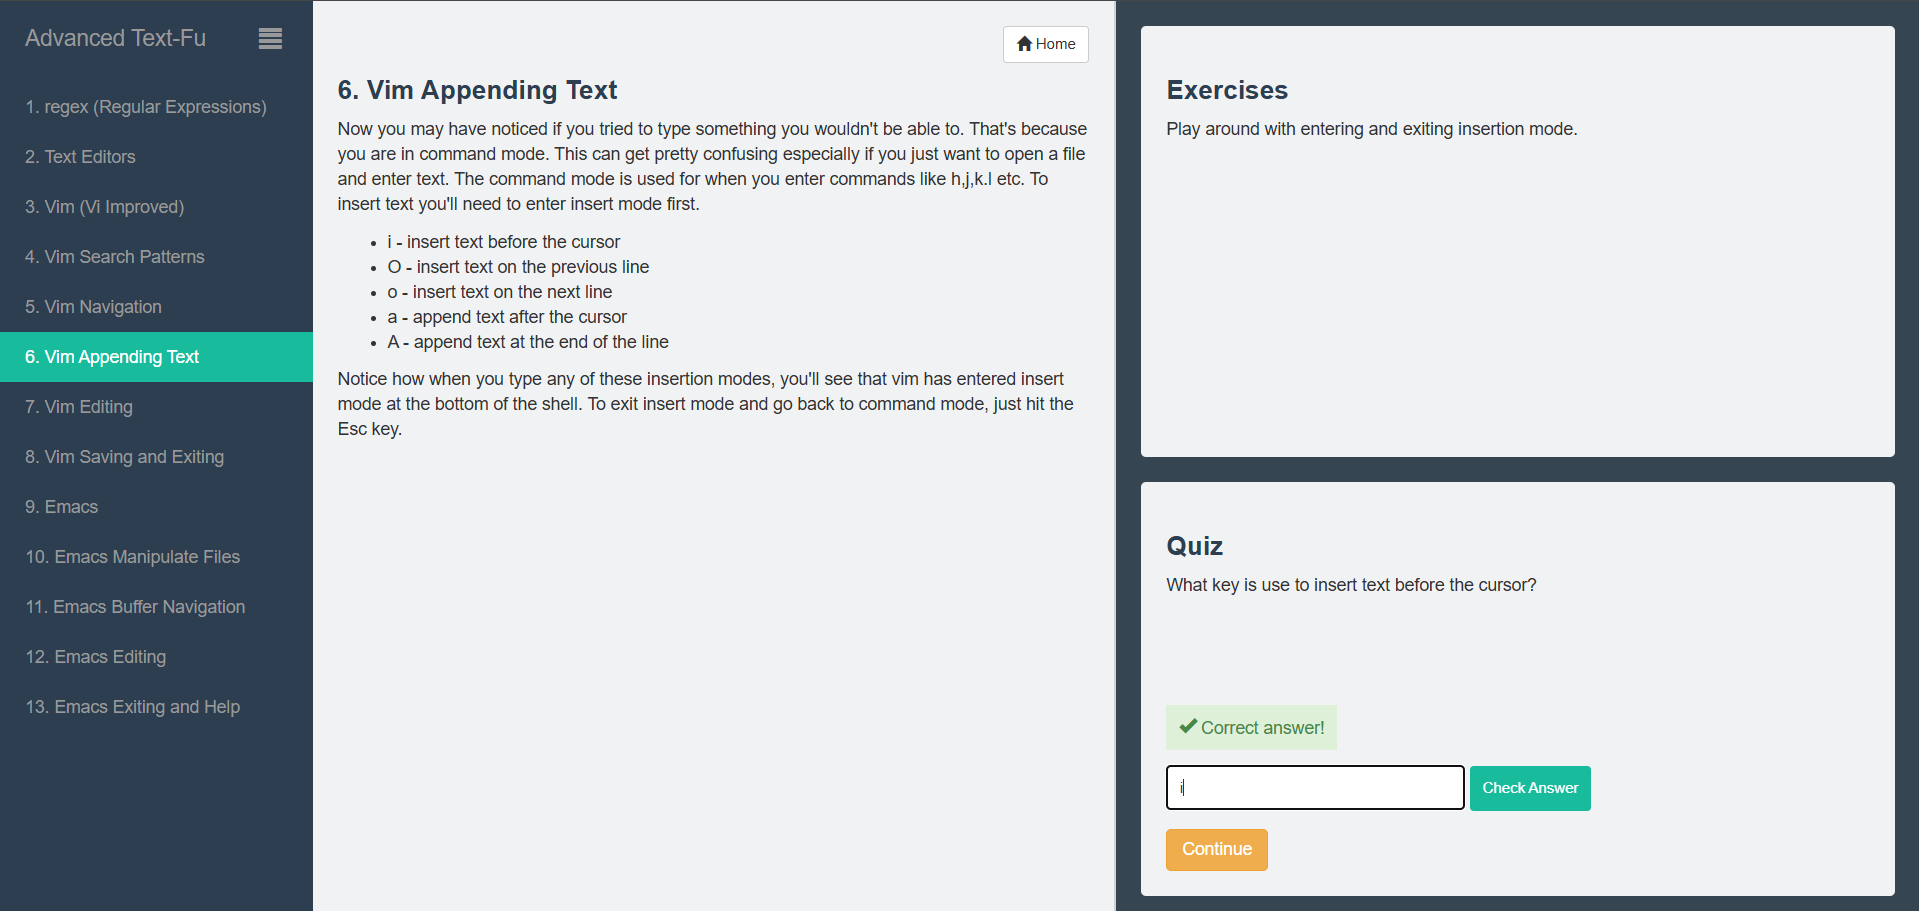 Advanced Text-Fu
1. regex (Regular Expressions)
2. Text Editors
3. Vim (Vi Improved)
4. Vim Search Patterns
5. Vim Navigation
6. Vim Appending Text
7. Vim Editing
8. Vim Saving and Exiting
9. Emacs
10. Emacs Manipulate Files
11. Emacs Buffer Navigation
12. Emacs Editing
13. Emacs Exiting and Help
Home
6. Vim Appending Text
Now you may have noticed if you tried to type something you wouldn't be able to. That's because
you are in command mode. This can get pretty confusing especially if you just want to open a file
and enter text. The command mode is used for when you enter commands like h,j,k.l etc. To
insert text you'll need to enter insert mode first.
• i - insert text before the cursor
• O - insert text on the previous line
• o - insert text on the next line
• a - append text after the cursor
• A - append text at the end of the line
Notice how when you type any of these insertion modes, you'll see that vim has entered insert
mode at the bottom of the shell. To exit insert mode and go back to command mode, just hit the
Esc key.
Exercises
Play around with entering and exiting insertion mode.
Quiz
What key is use to insert text before the cursor?
Correct answer!
i
Check Answer
Continue